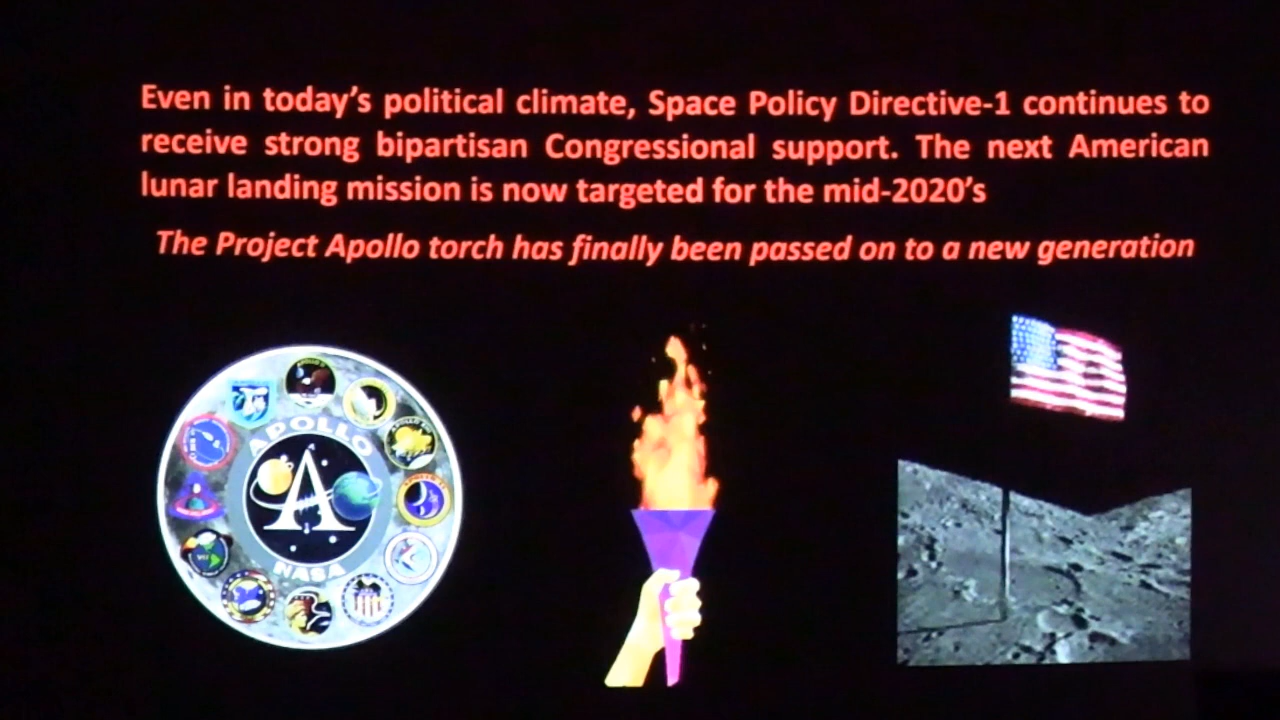 Even in today's political climate, Space Policy Directive-1 continues to
receive strong bipartisan Congressional support. The next American
lunar landing mission is now targeted for the mid-2020's
The Project Apollo torch has finally been passed on to a new generation
APOLLO
A
NASA